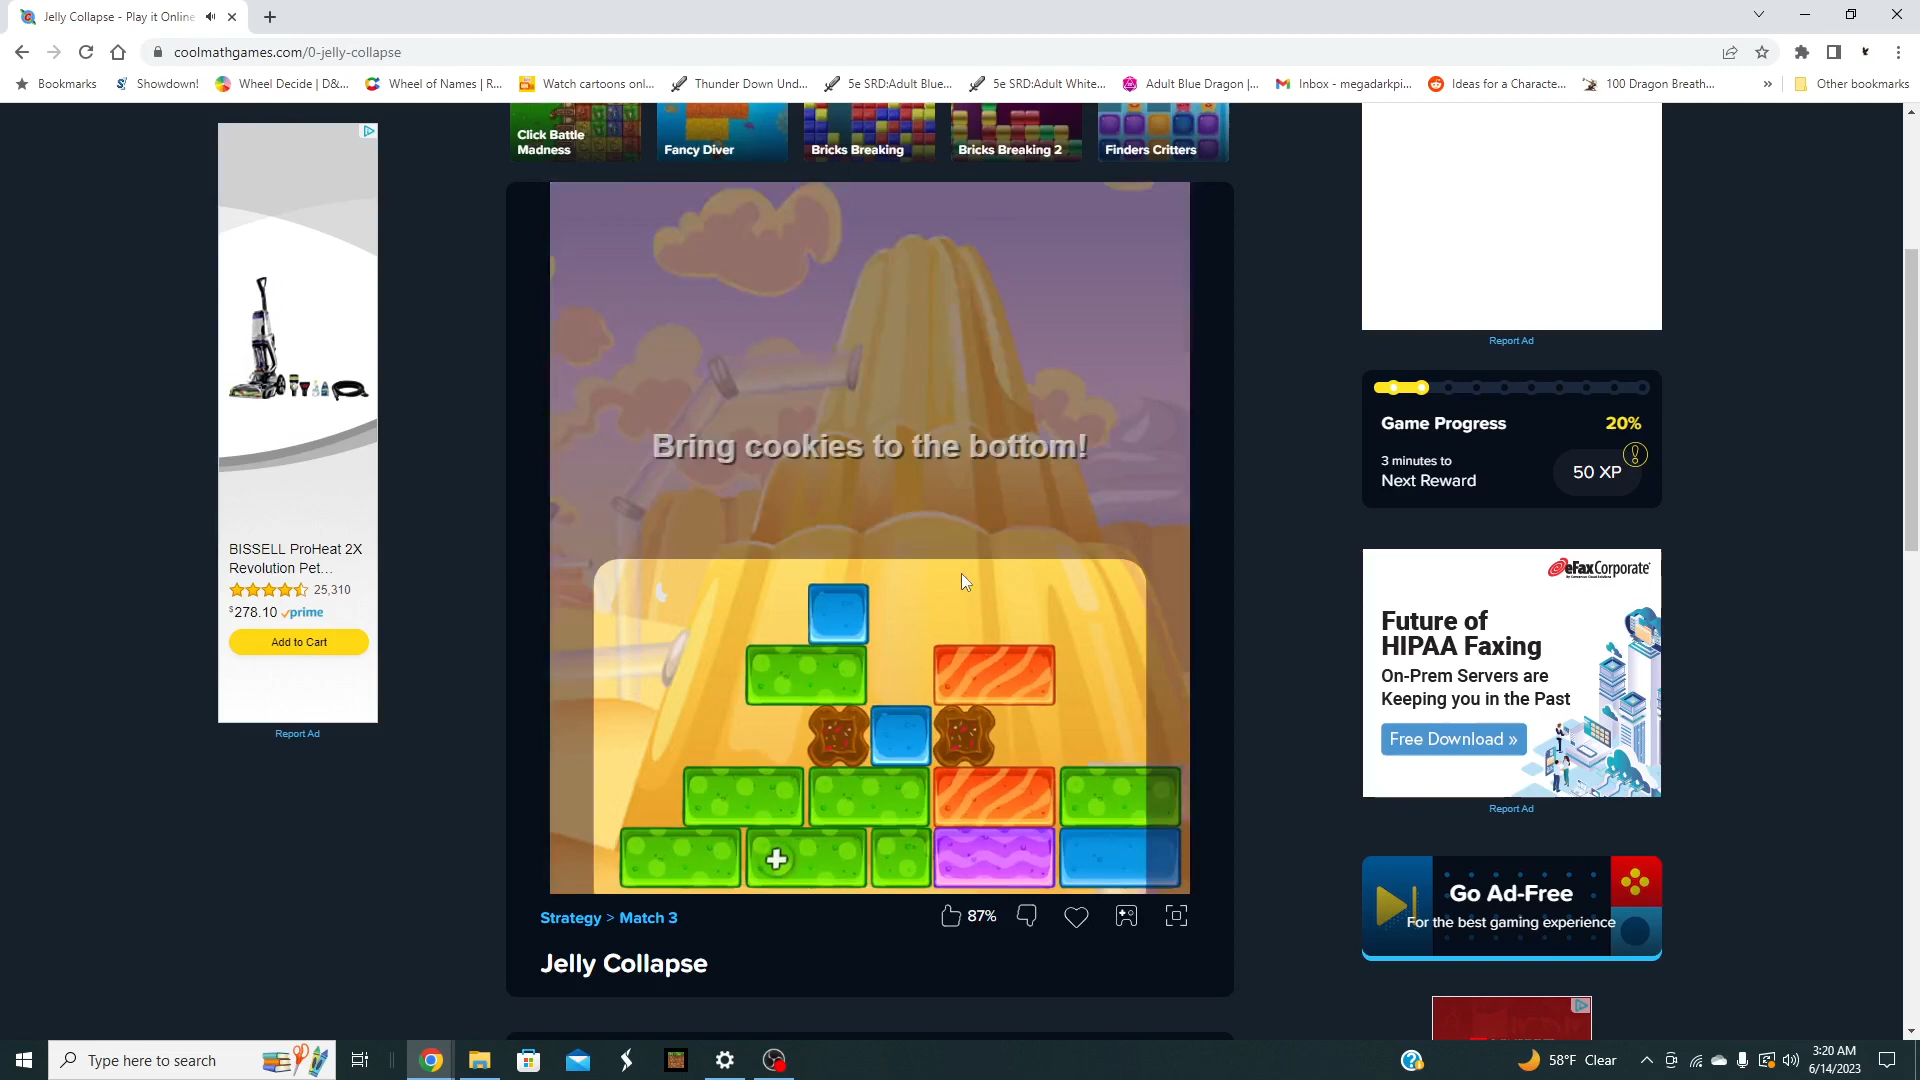 Jelly Collapse - Play it Online
coolmathgames.com/0-jelly-collapse
Bookmarks
Showdown!
Wheel Decide | D&...
Wheel of Names | R...
Watch cartoons onl...
Thunder Down Und...
5e SRD:Adult Blue...
5e SRD:Adult White...
Adult Blue Dragon |...
Inbox - megadarkpi...
Ideas for a Characte...
100 Dragon Breath...
»
Other bookmarks
Click Battle
Madness
Fancy Diver
Bricks Breaking
Bricks Breaking 2
Finders Critters
Bring cookies to the bottom!
BISSELL ProHeat 2X
Revolution Pet...
25,310
$278.10 prime
Add to Cart
Report Ad
Report Ad
Game Progress 20%
3 minutes to
Next Reward
50 XP
eFaxCorporate®
Future of
HIPAA Faxing
On-Prem Servers are
Keeping you in the Past
Free Download »
Report Ad
Go Ad-Free
For the best gaming experience
Strategy > Match 3
87%
Jelly Collapse
Type here to search
58°F Clear
3:20 AM
6/14/2023